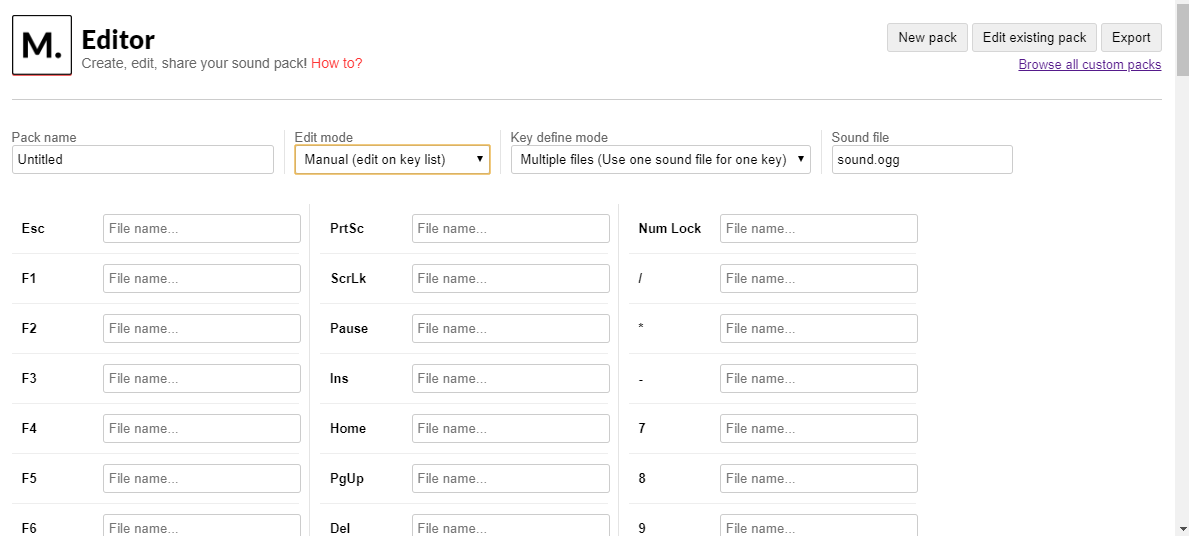 M.
Editor
Create, edit, share your sound pack! How to?
New pack Edit existing pack Export
Browse all custom packs
Pack name Edit mode Key define mode Sound file
Untitled Manual (edit on key list) Multiple files (Use one sound file for one key) sound.ogg
Esc File name... PrtSc File name... Num Lock File name...
F1 File name... ScrLk File name... / File name...
F2 File name... Pause File name... * File name...
F3 File name... Ins File name... - File name...
F4 File name... Home File name... 7 File name...
F5 File name... PgUp File name... 8 File name...
F6 File name... Del File name... 9 File name...